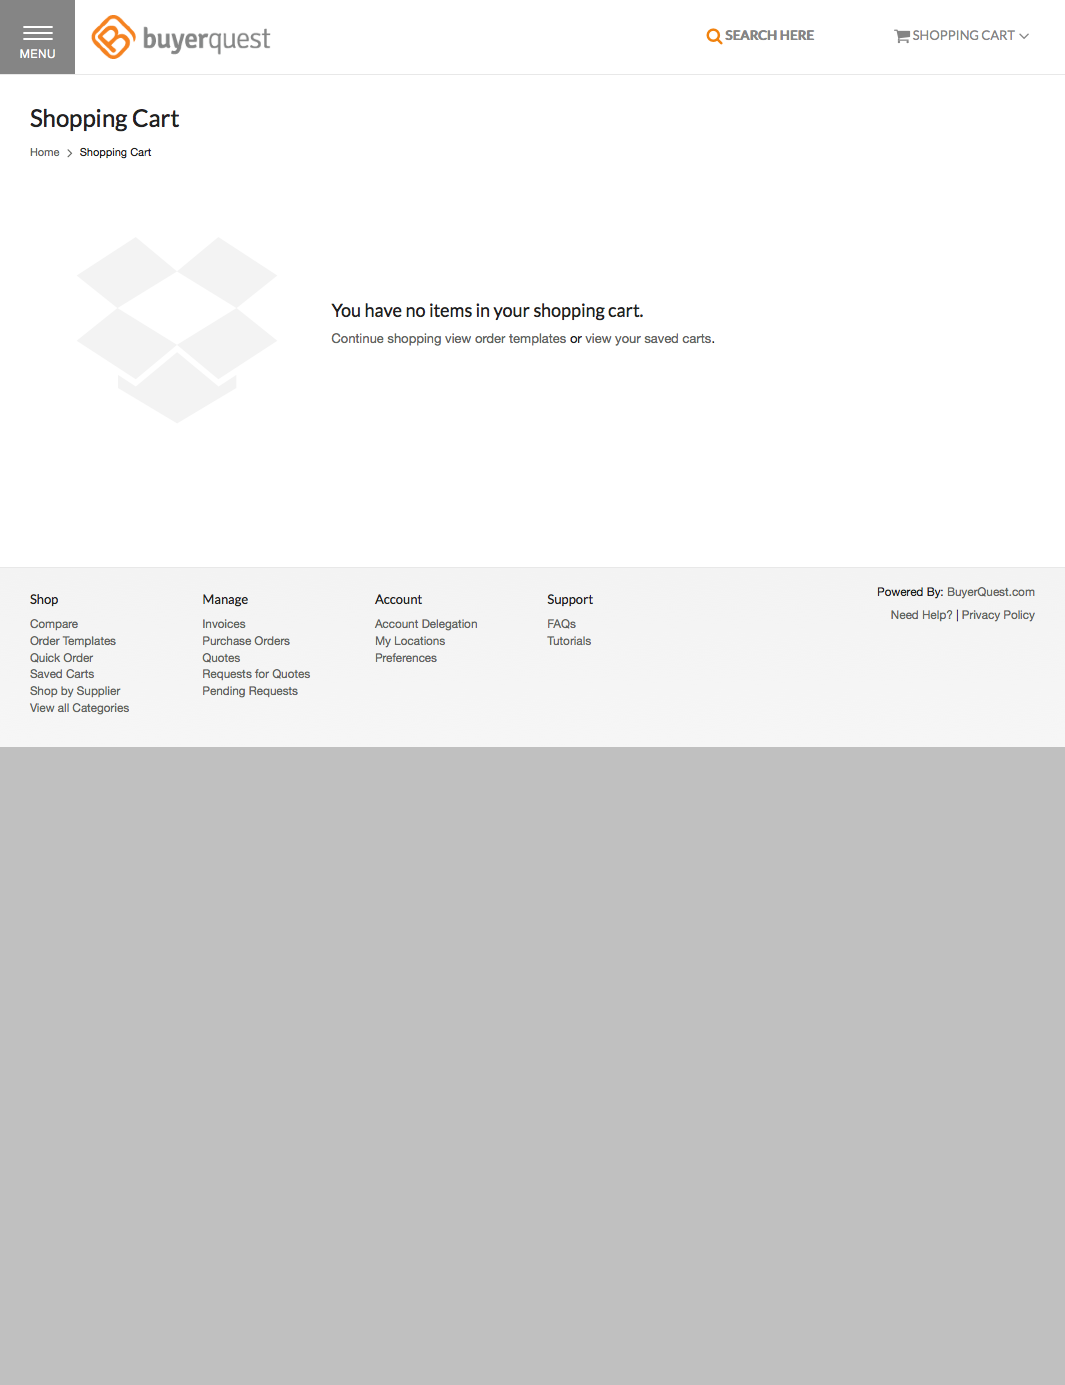 MENU
buyerquest
SEARCH HERE
SHOPPING CART
Shopping Cart
Home > Shopping Cart
You have no items in your shopping cart.
Continue shopping view order templates or view your saved carts.
Shop
Compare
Order Templates
Quick Order
Saved Carts
Shop by Supplier
View all Categories
Manage
Invoices
Purchase Orders
Quotes
Requests for Quotes
Pending Requests
Account
Account Delegation
My Locations
Preferences
Support
FAQs
Tutorials
Powered By: BuyerQuest.com
Need Help? | Privacy Policy